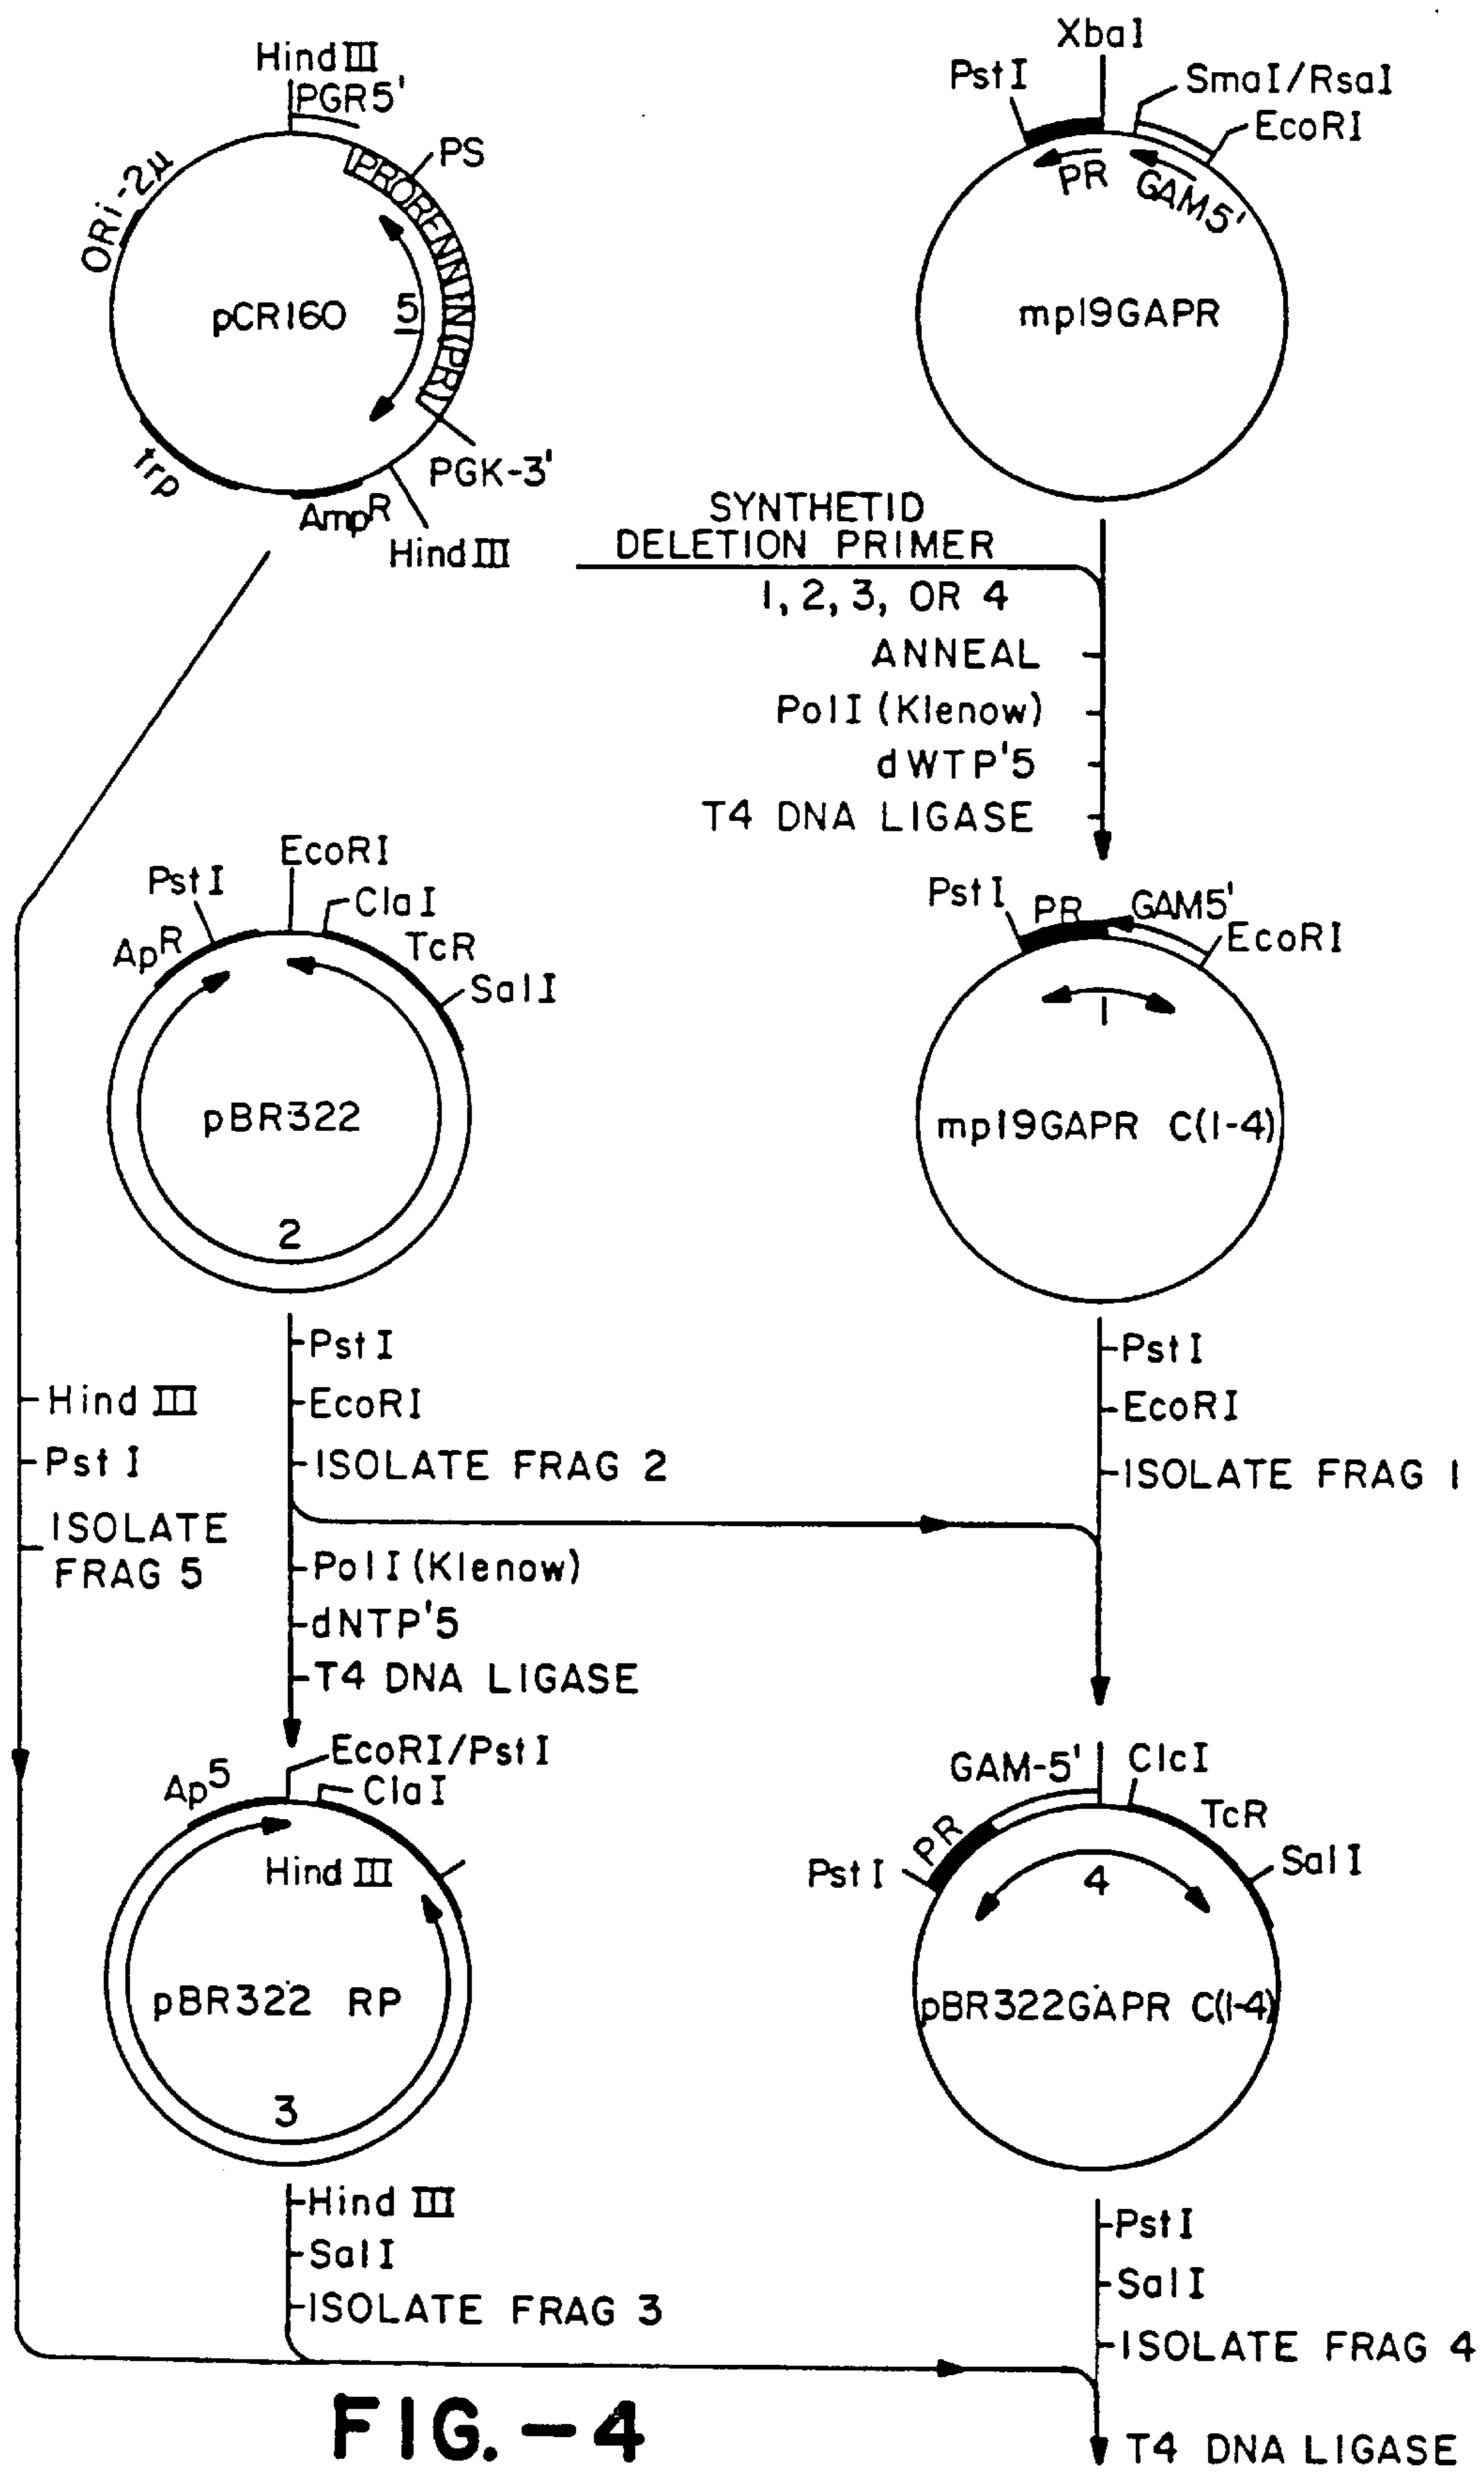 Hind III
PGR5'
PS
PRORENNIN(PR)
ORi-2μ
pCR160
5
trp
AmpR
PGK-3'
Hind III
XbaI
PstI
SmaI/RsaI
EcoRI
PR
GAM5'
mp19GAPR
SYNTHETID
DELETION PRIMER
1, 2, 3, OR 4
ANNEAL
PolI (Klenow)
dWTP'5
T4 DNA LIGASE
EcoRI
PstI
ClaI
ApR
TcR
SalI
pBR322
2
PstI
PR
GAM5'
EcoRI
1
mp19GAPR C(1-4)
Hind III
Pst I
ISOLATE
FRAG 5
PstI
EcoRI
ISOLATE FRAG 2
PolI (Klenow)
dNTP'5
T4 DNA LIGASE
PstI
EcoRI
ISOLATE FRAG 1
EcoRI/PstI
Ap5
ClaI
Hind III
pBR322 RP
3
GAM-5'
ClcI
TcR
PR
PstI
SalI
4
pBR322GAPR C(1-4)
Hind III
SalI
ISOLATE FRAG 3
PstI
SalI
ISOLATE FRAG 4
T4 DNA LIGASE
FIG.-4